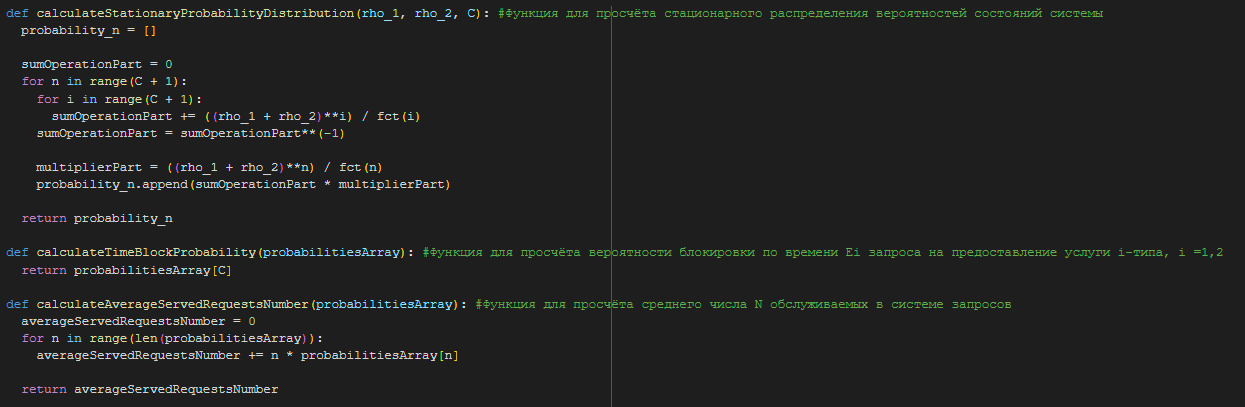 def calculateStationaryProbabilityDistribution(rho_1, rho_2, C): #Функция для просчёта стационарного распределения вероятностей состояний системы
  probability_n = []

  sumOperationPart = 0
  for n in range(C + 1):
    for i in range(C + 1):
      sumOperationPart += ((rho_1 + rho_2)**i) / fct(i)
    sumOperationPart = sumOperationPart**(-1)

    multiplierPart = ((rho_1 + rho_2)**n) / fct(n)
    probability_n.append(sumOperationPart * multiplierPart)

  return probability_n

def calculateTimeBlockProbability(probabilitiesArray): #Функция для просчёта вероятности блокировки по времени Ei запроса на предоставление услуги i-типа, i =1,2
  return probabilitiesArray[C]

def calculateAverageServedRequestsNumber(probabilitiesArray): #Функция для просчёта среднего числа N обслуживаемых в системе запросов
  averageServedRequestsNumber = 0
  for n in range(len(probabilitiesArray)):
    averageServedRequestsNumber += n * probabilitiesArray[n]

  return averageServedRequestsNumber